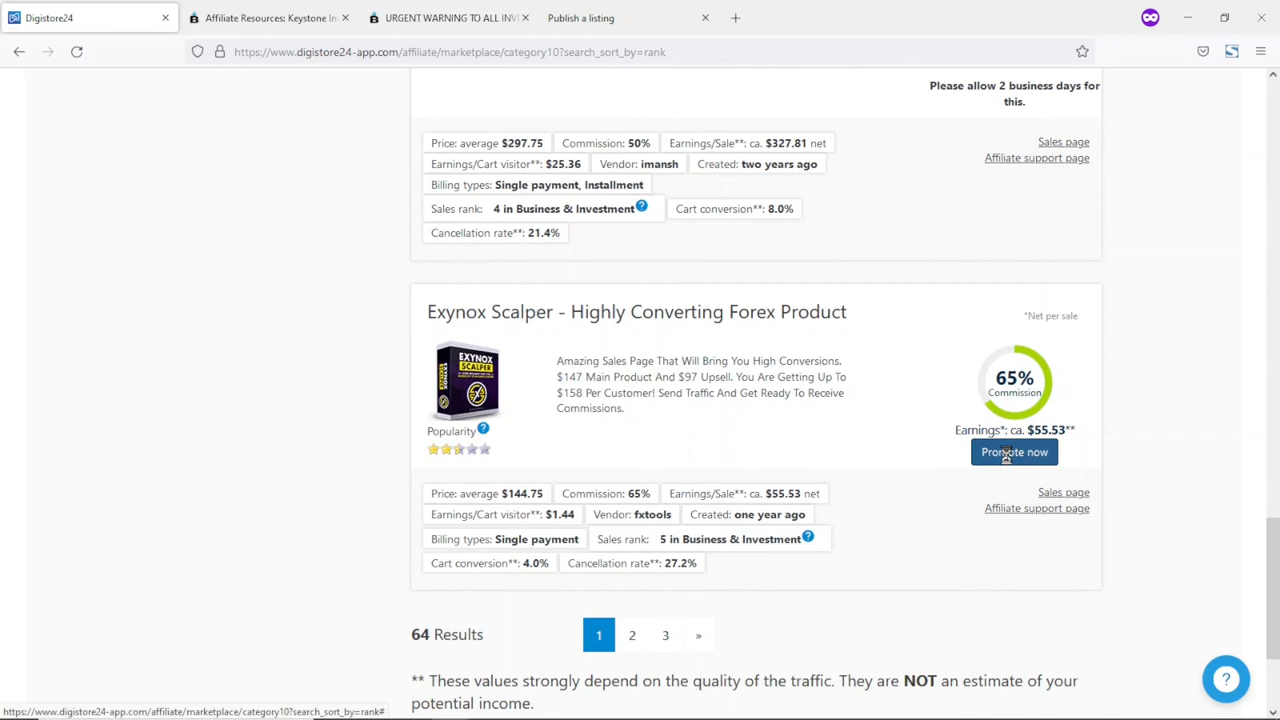 Digistore24
Affiliate Resources: Keystone In
URGENT WARNING TO ALL INV
Publish a listing
https://www.digistore24-app.com/affiliate/marketplace/category10?search_sort_by=rank
Please allow 2 business days for
this.
Price: average $297.75
Commission: 50%
Earnings/Sale**: ca. $327.81 net
Sales page
Affiliate support page
Earnings/Cart visitor**: $25.36
Vendor: imansh
Created: two years ago
Billing types: Single payment, Installment
Sales rank: 4 in Business & Investment
Cart conversion**: 8.0%
Cancellation rate**: 21.4%
Exynox Scalper - Highly Converting Forex Product
*Net per sale
EXYNOX
SCALPER
Amazing Sales Page That Will Bring You High Conversions.
$147 Main Product And $97 Upsell. You Are Getting Up To
$158 Per Customer! Send Traffic And Get Ready To Receive
Commissions.
65%
Commission
Popularity
Earnings*: ca. $55.53**
Promote now
Price: average $144.75
Commission: 65%
Earnings/Sale**: ca. $55.53 net
Sales page
Affiliate support page
Earnings/Cart visitor**: $1.44
Vendor: fxtools
Created: one year ago
Billing types: Single payment
Sales rank: 5 in Business & Investment
Cart conversion**: 4.0%
Cancellation rate**: 27.2%
64 Results
1 2 3 »
** These values strongly depend on the quality of the traffic. They are NOT an estimate of your
potential income.
https://www.digistore24-app.com/affiliate/marketplace/category10?search_sort_by=rank#